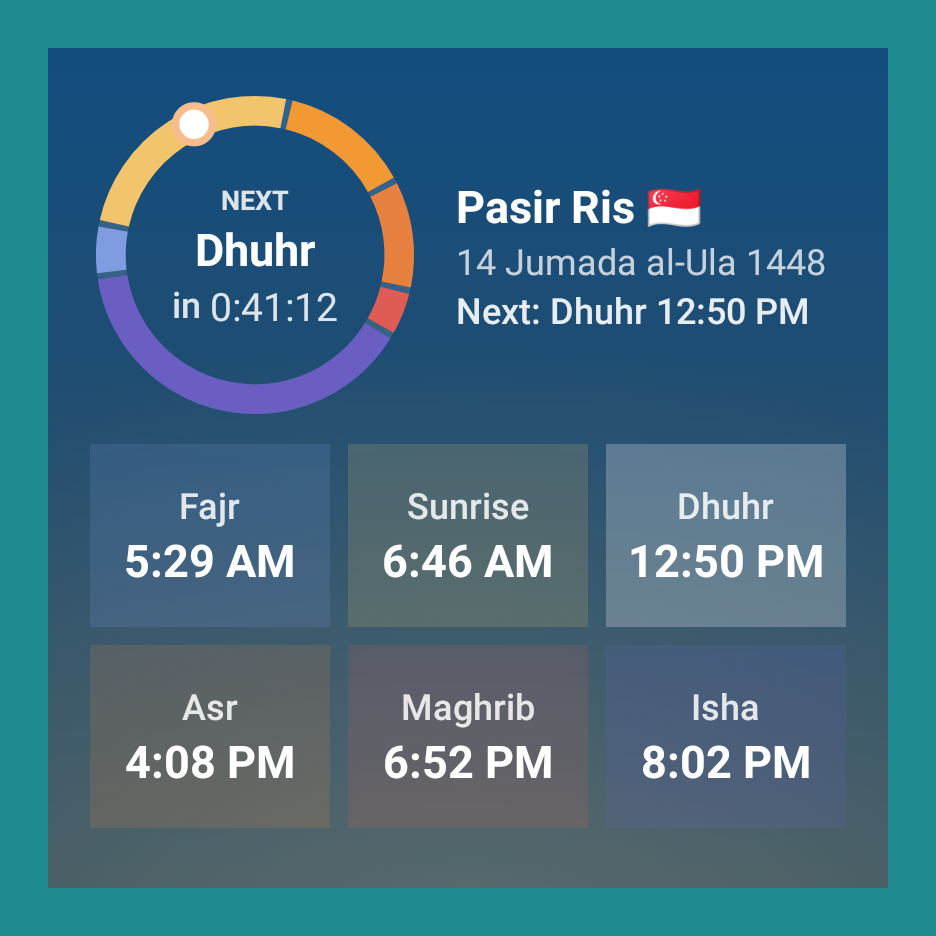 NEXT
Dhuhr
in 0:41:12
Pasir Ris 🇸🇬
14 Jumada al-Ula 1448
Next: Dhuhr 12:50 PM
Fajr
5:29 AM
Sunrise
6:46 AM
Dhuhr
12:50 PM
Asr
4:08 PM
Maghrib
6:52 PM
Isha
8:02 PM